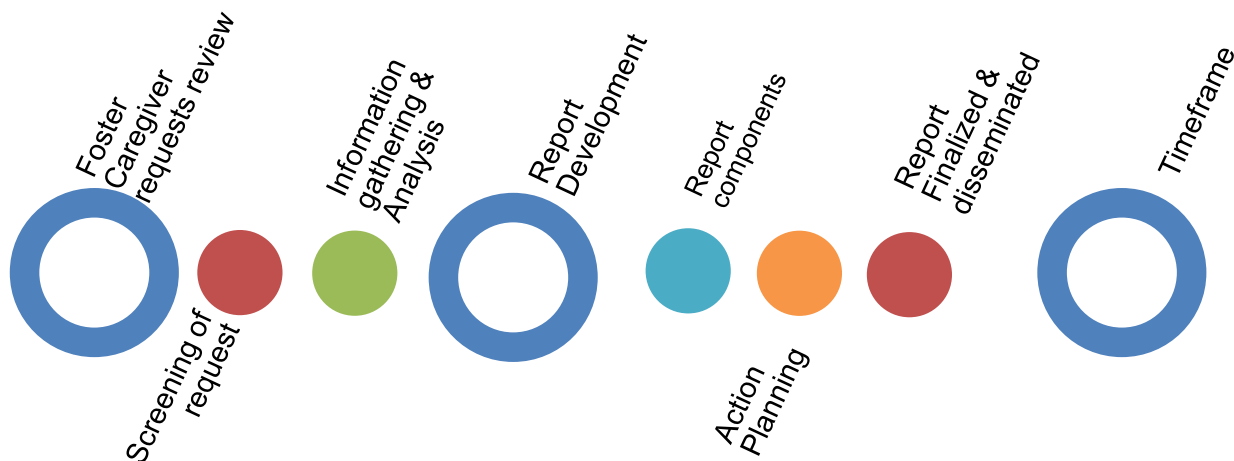 Foster
Caregiver
requests review
Screening of
request
Information
gathering &
Analysis
Report
Development
Report
components
Action
Planning
Report
Finalized &
disseminated
Timeframe